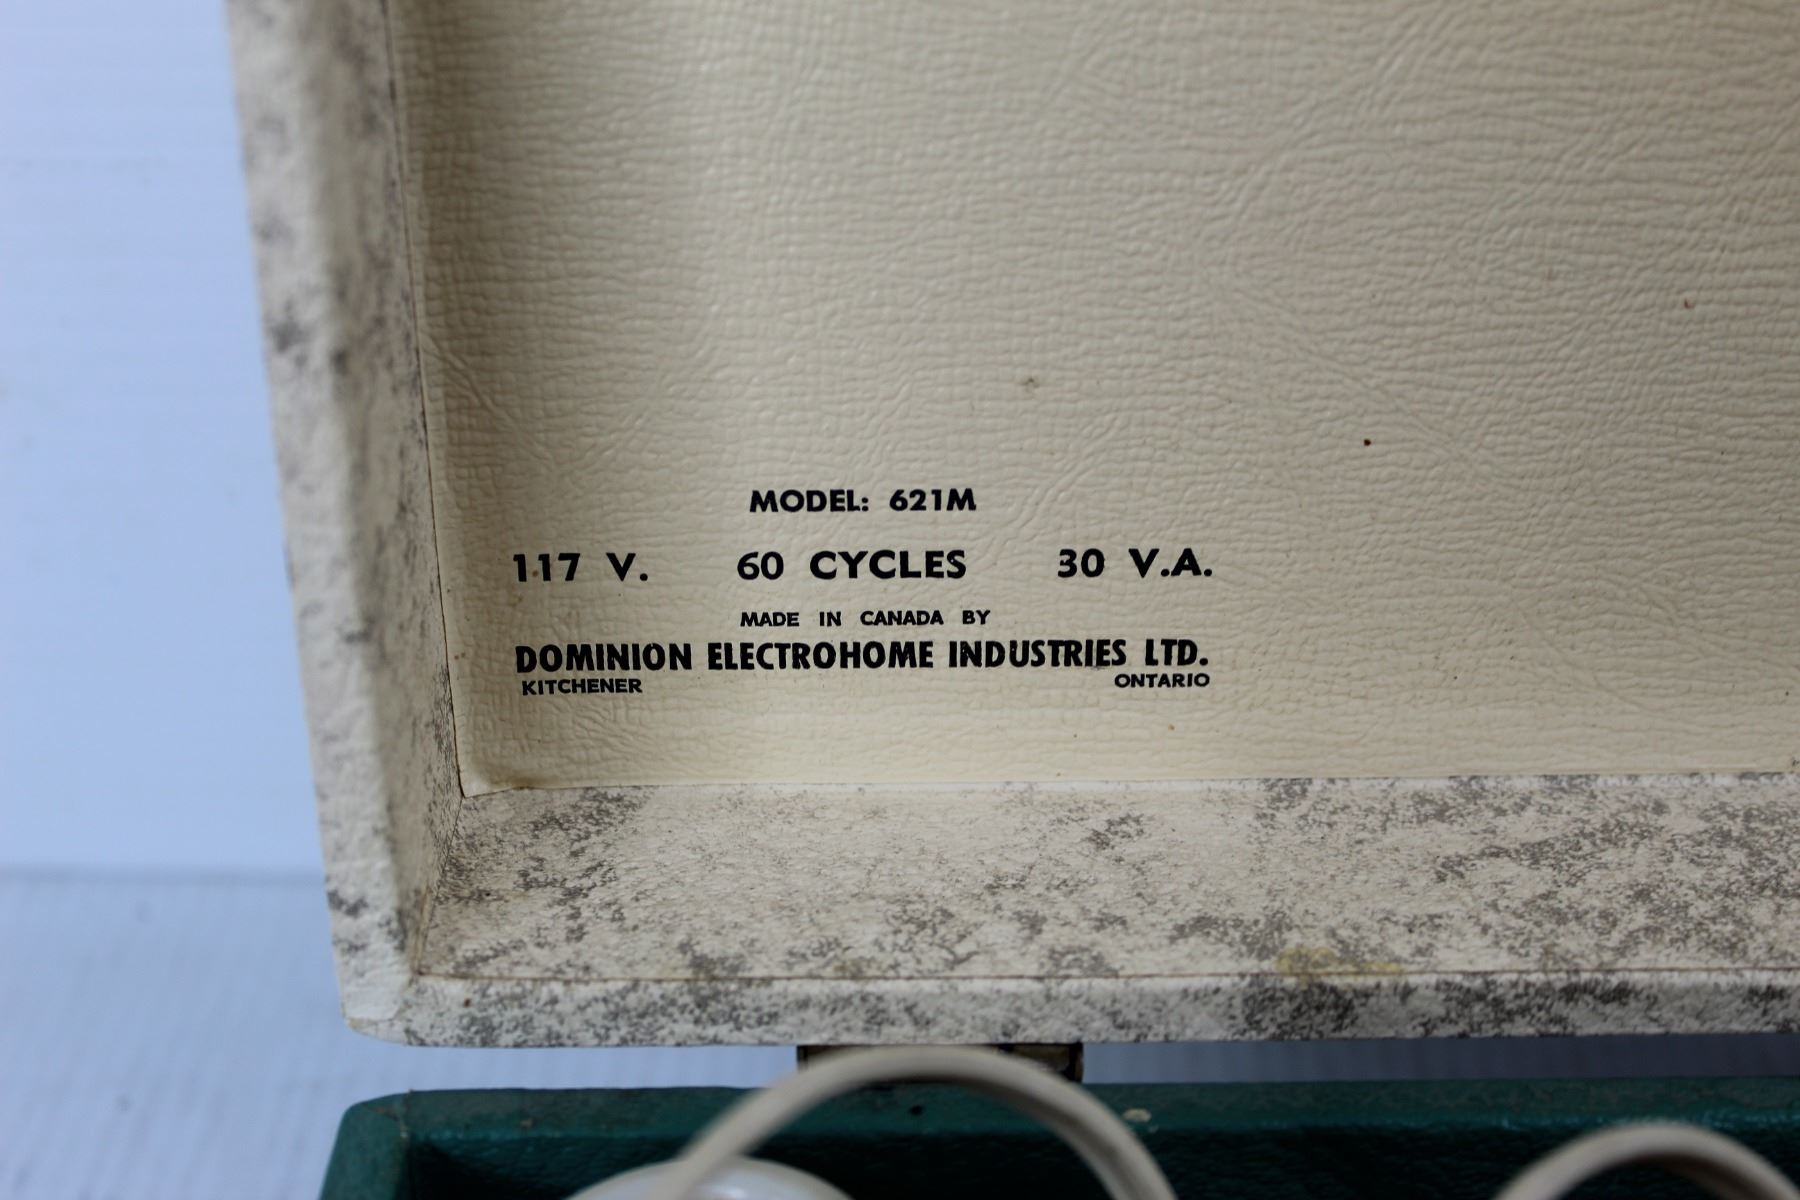 MODEL: 621M
117 V. 60 CYCLES 30 V.A.
MADE IN CANADA BY
DOMINION ELECTROHOME INDUSTRIES LTD.
KITCHENER ONTARIO